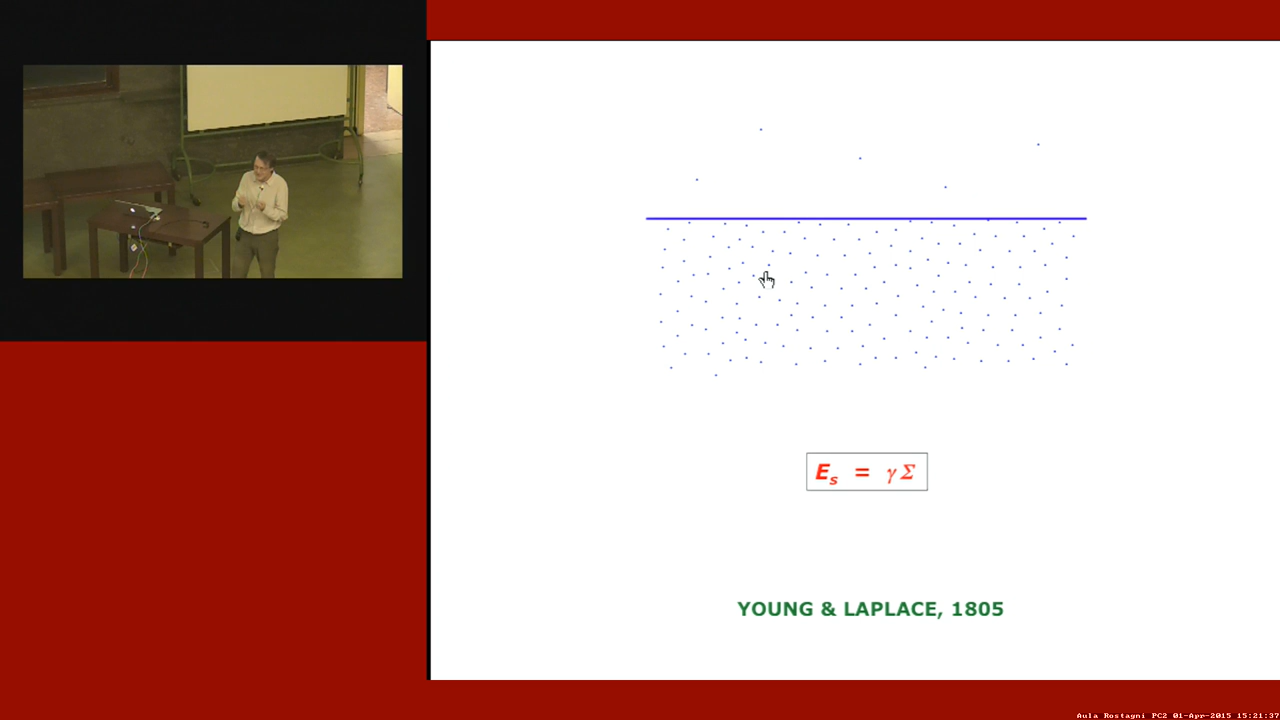 E_s = γ Σ
YOUNG & LAPLACE, 1805
Aula Rostagni PC2 01-Apr-2015 15:21:37